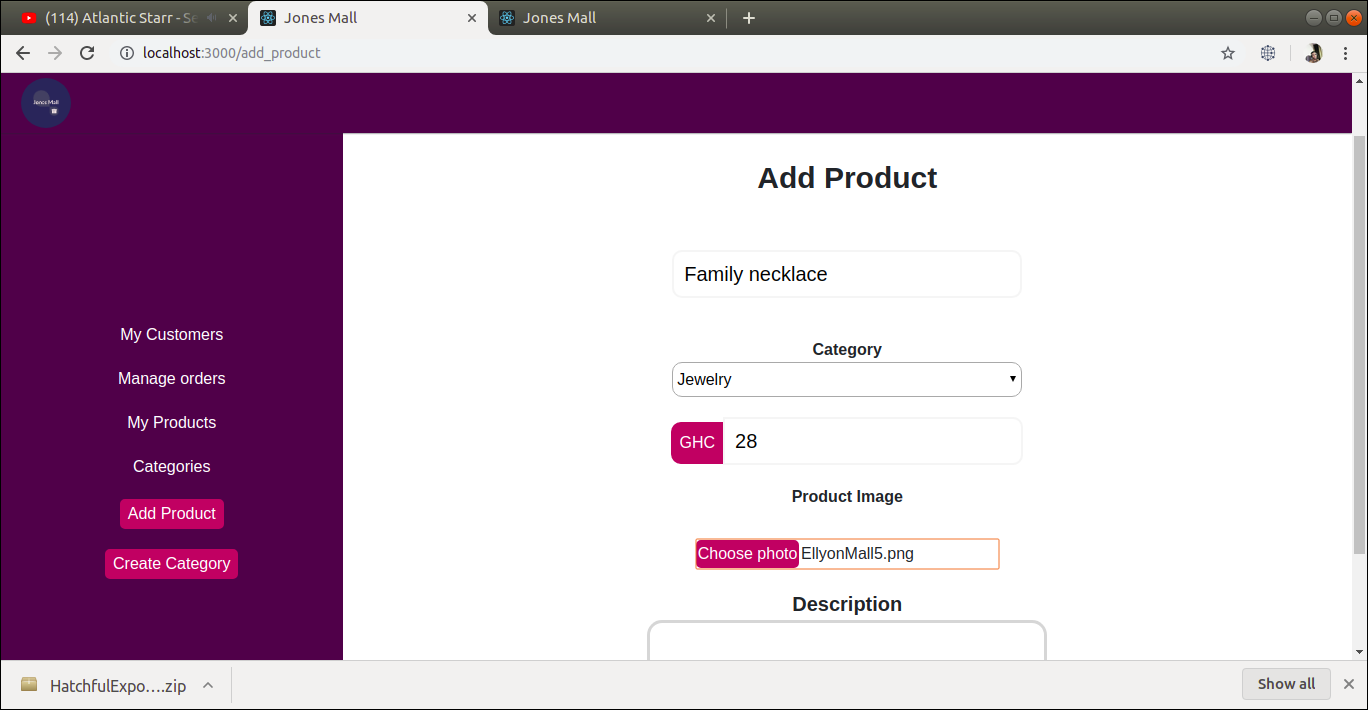 (114) Atlantic Starr - Se
Jones Mall
Jones Mall
localhost:3000/add_product
Jones Mall
Add Product
Family necklace
My Customers
Category
Manage orders
Jewelry
My Products
GHC 28
Categories
Product Image
Add Product
Choose photo EllyonMall5.png
Create Category
Description
HatchfulExpo....zip
Show all